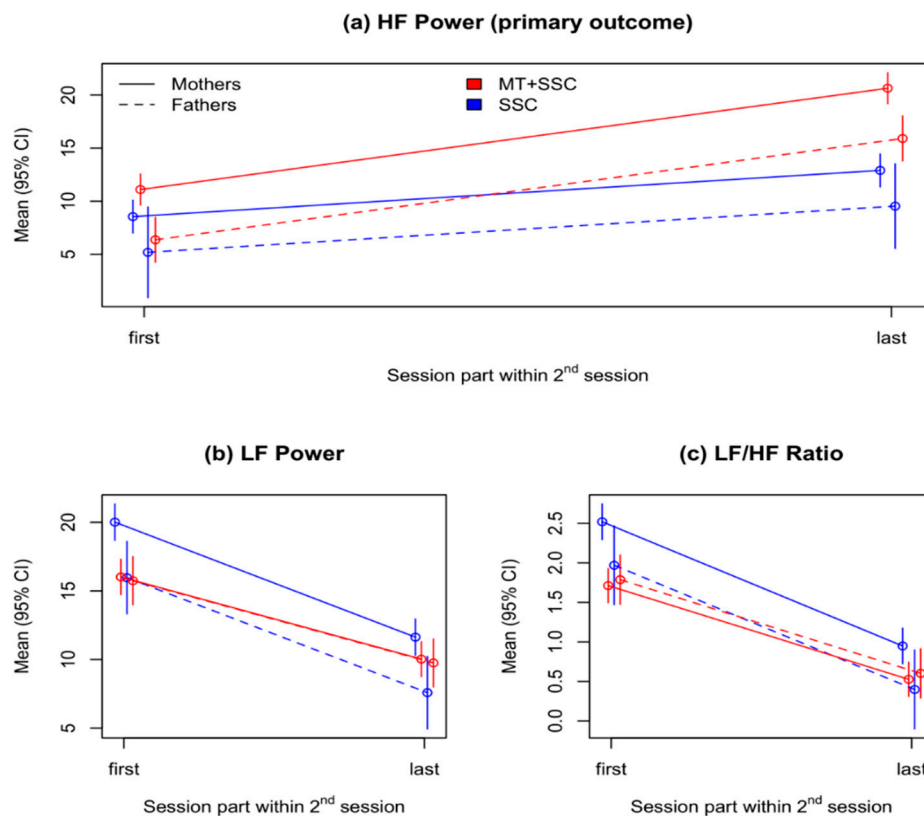 (a) HF Power (primary outcome)
Mothers
Fathers
MT+SSC
SSC
Mean (95% CI)
20
15
10
5
first
last
Session part within 2nd session
(b) LF Power
Mean (95% CI)
20
15
10
5
first
last
Session part within 2nd session
(c) LF/HF Ratio
Mean (95% CI)
2.5
2.0
1.5
1.0
0.5
0.0
first
last
Session part within 2nd session